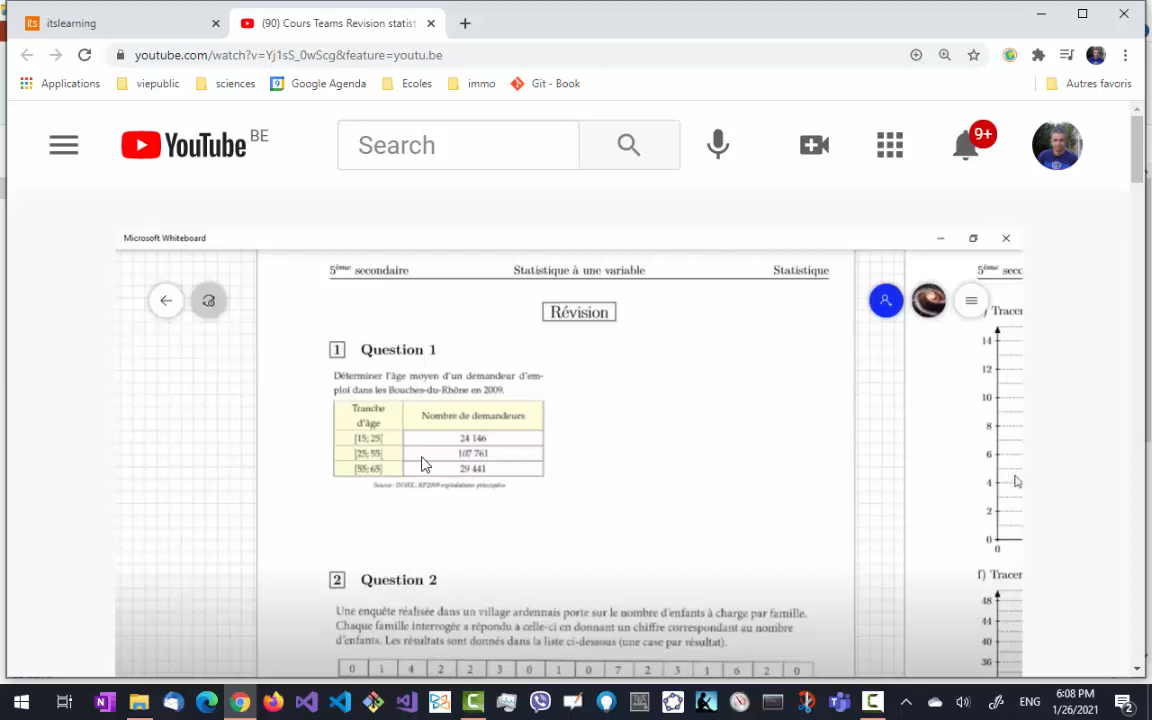 itslearning
(90) Cours Teams Revision statist
youtube.com/watch?v=Yj1sS_0wScg&feature=youtu.be
Applications viepublic sciences Google Agenda Ecoles immo Git - Book Autres favoris
YouTube BE
Search
9+
Microsoft Whiteboard
5ème secondaire Statistique à une variable Statistique
Révision
1 Question 1
Déterminer l'âge moyen d'un demandeur d'em-
ploi dans les Bouches-du-Rhône en 2009.
Tranche d'âge Nombre de demandeurs
[15; 25] 24 146
[25; 55] 107 761
[55; 65] 29 441
2 Question 2
Une enquête réalisée dans un village ardennais porte sur le nombre d'enfants à charge par famille.
Chaque famille interrogée a répondu à celle-ci en donnant un chiffre correspondant au nombre
d'enfants. Les résultats sont donnés dans la liste ci-dessous (une case par résultat).
0 1 4 2 2 3 0 1 0 7 2 3 1 6 2 0
5ème seco
) Tracer
14
12
10
8
6
4
2
0
0
f) Tracer
48
44
40
36
ENG
6:08 PM
1/26/2021
2